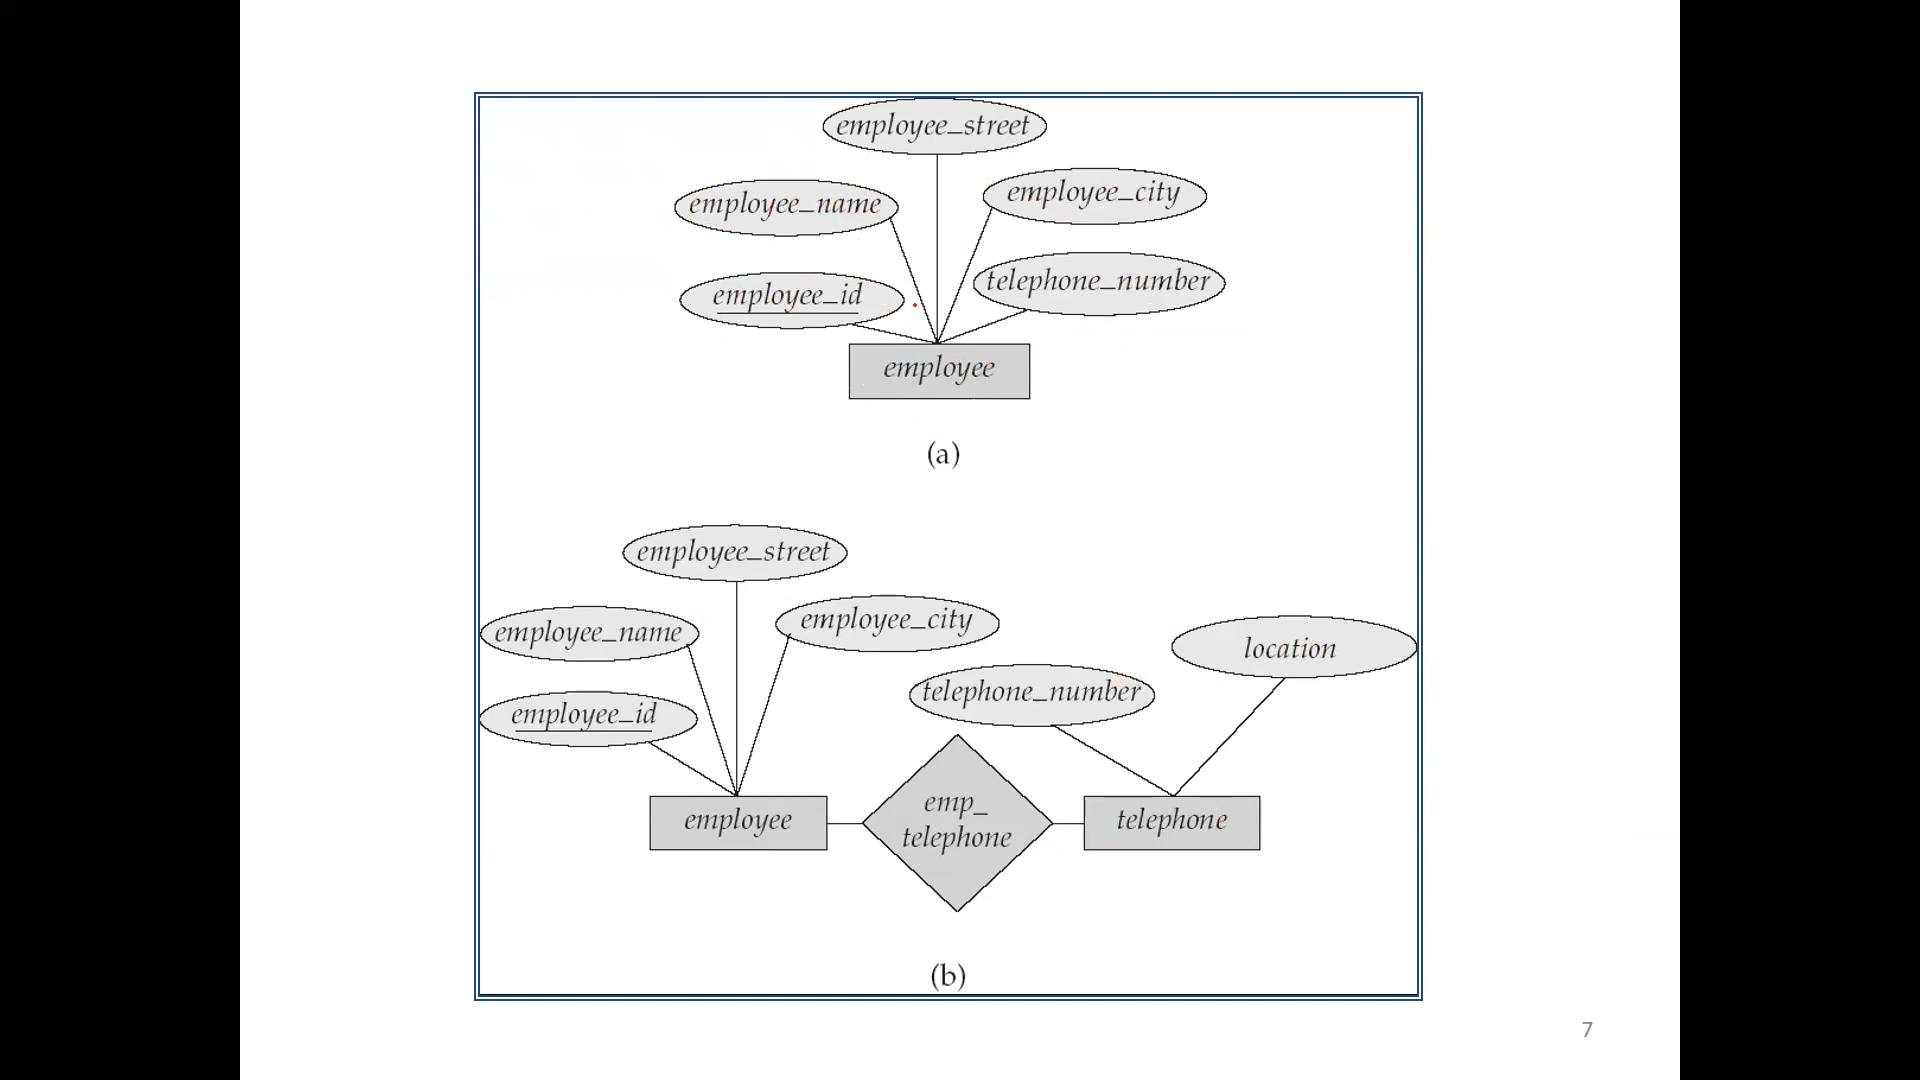 employee_street
employee_name
employee_city
employee_id
telephone_number
employee
(a)
employee_street
employee_name
employee_city
location
employee_id
telephone_number
employee
emp_
telephone
telephone
(b)
7